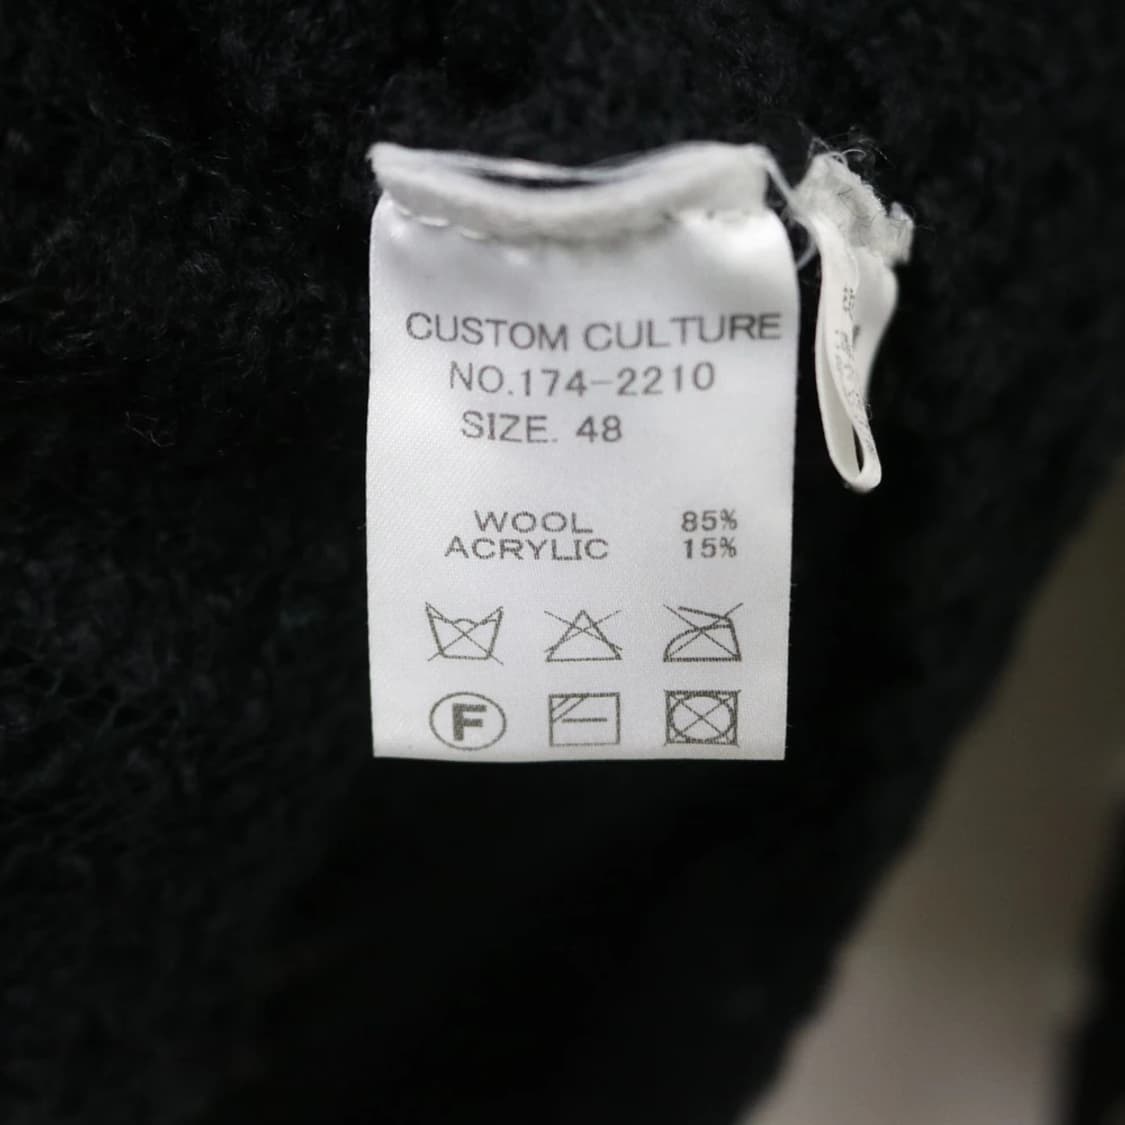 CUSTOM CULTURE
NO.174-2210
SIZE. 48
WOOL 85%
ACRYLIC 15%
F